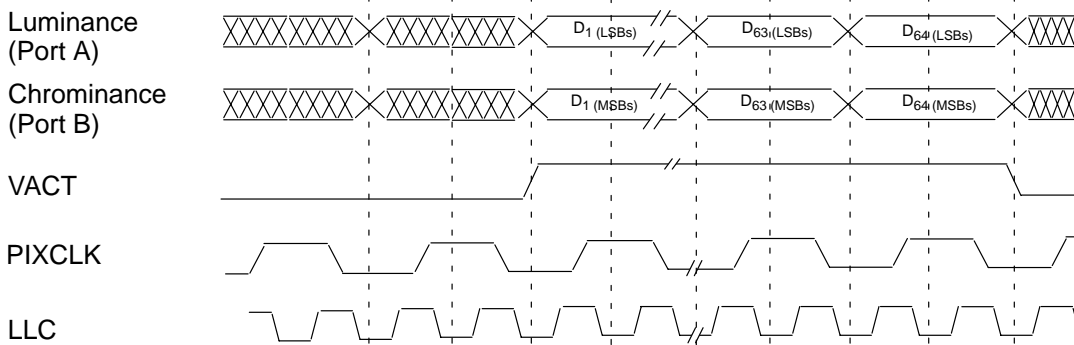 Luminance
(Port A)
D1 (LSBs)
D63 (LSBs)
D64 (LSBs)
Chrominance
(Port B)
D1 (MSBs)
D63 (MSBs)
D64 (MSBs)
VACT
PIXCLK
LLC